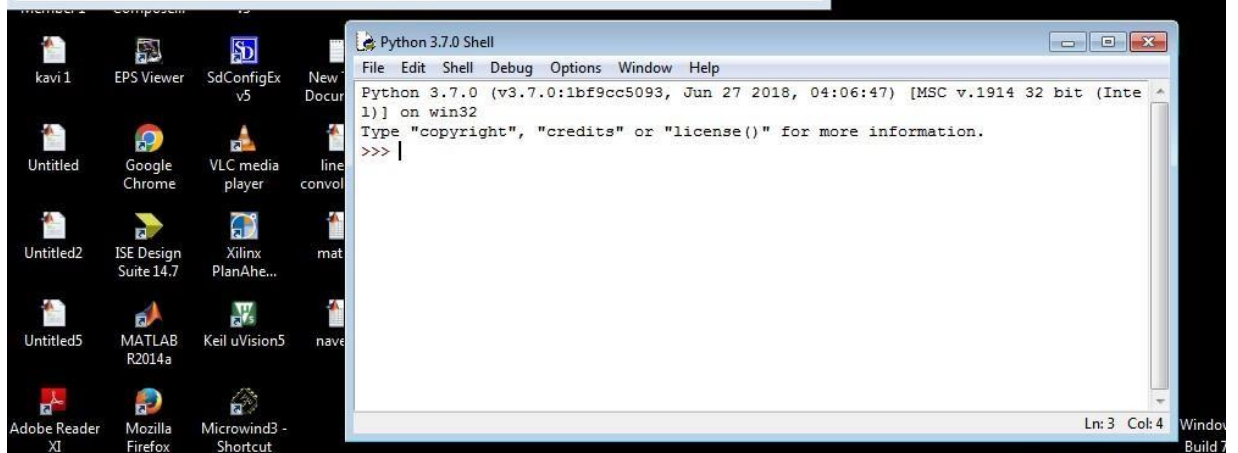 kavi 1
EPS Viewer
SdConfigEx
v5
New
Untitled
Google
Chrome
VLC media
player
Untitled2
ISE Design
Suite 14.7
Xilinx
PlanAhe...
Untitled5
MATLAB
R2014a
Keil uVision5
Adobe Reader
XI
Mozilla
Firefox
Microwind3 -
Shortcut
Python 3.7.0 Shell
File Edit Shell Debug Options Window Help
Python 3.7.0 (v3.7.0:1bf9cc5093, Jun 27 2018, 04:06:47) [MSC v.1914 32 bit (Inte
l)] on win32
Type "copyright", "credits" or "license()" for more information.
>>>
Ln: 3 Col: 4
Window
Build 7